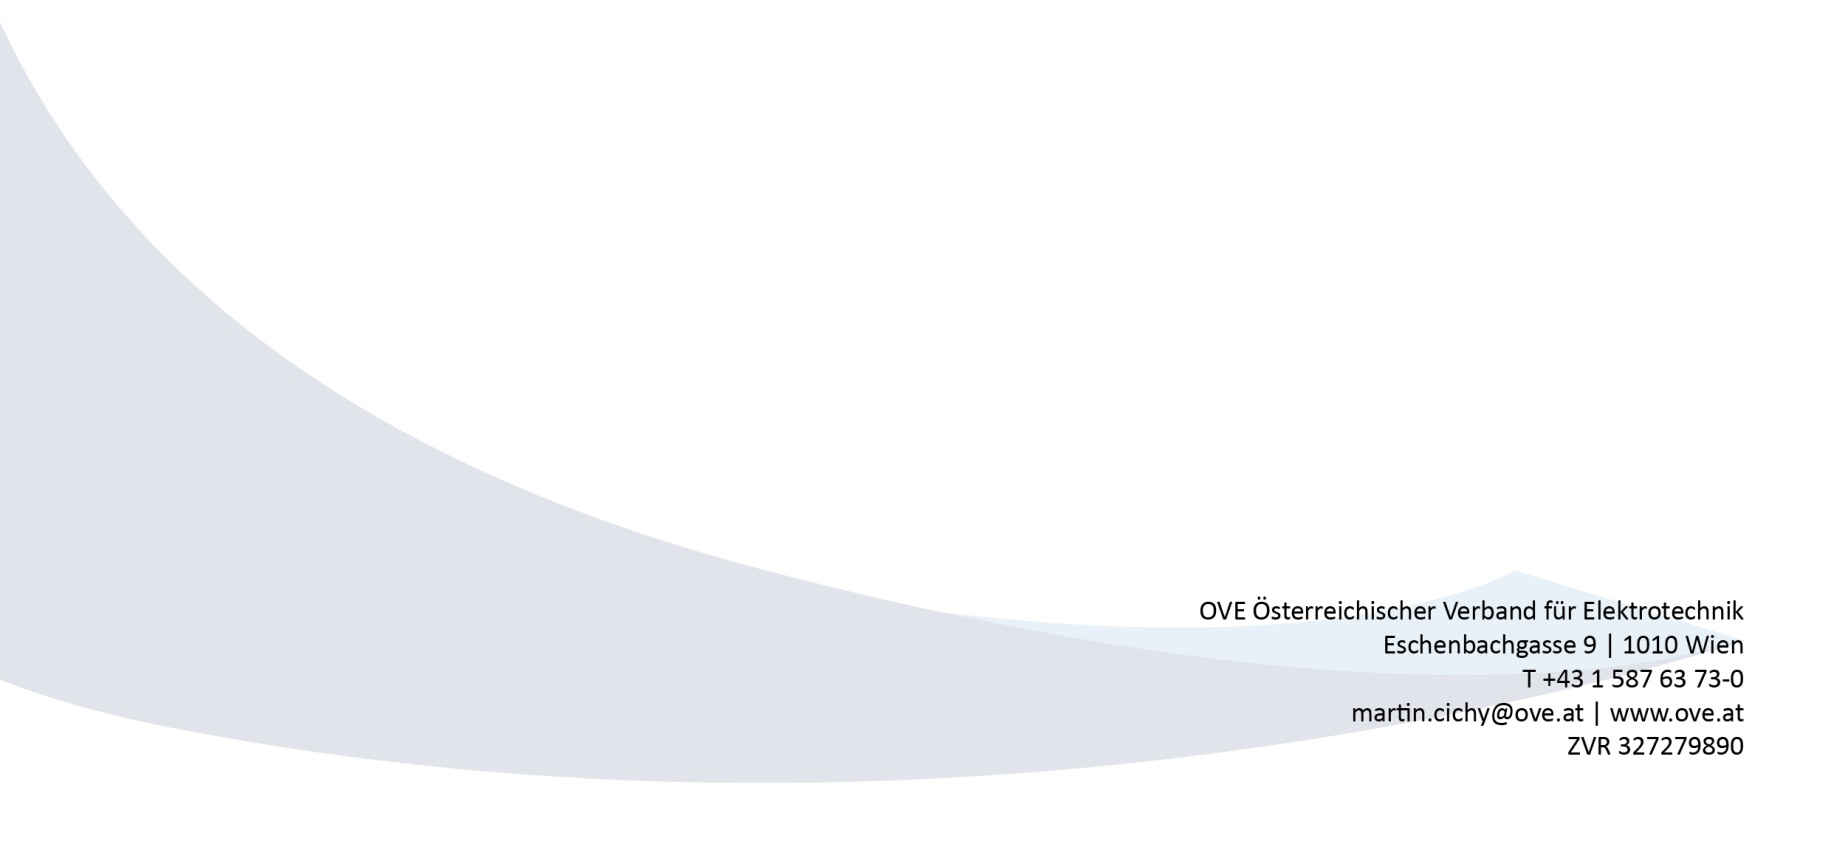 OVE Österreichischer Verband für Elektrotechnik
Eschenbachgasse 9 | 1010 Wien
T +43 1 587 63 73-0
martin.cichy@ove.at | www.ove.at
ZVR 327279890